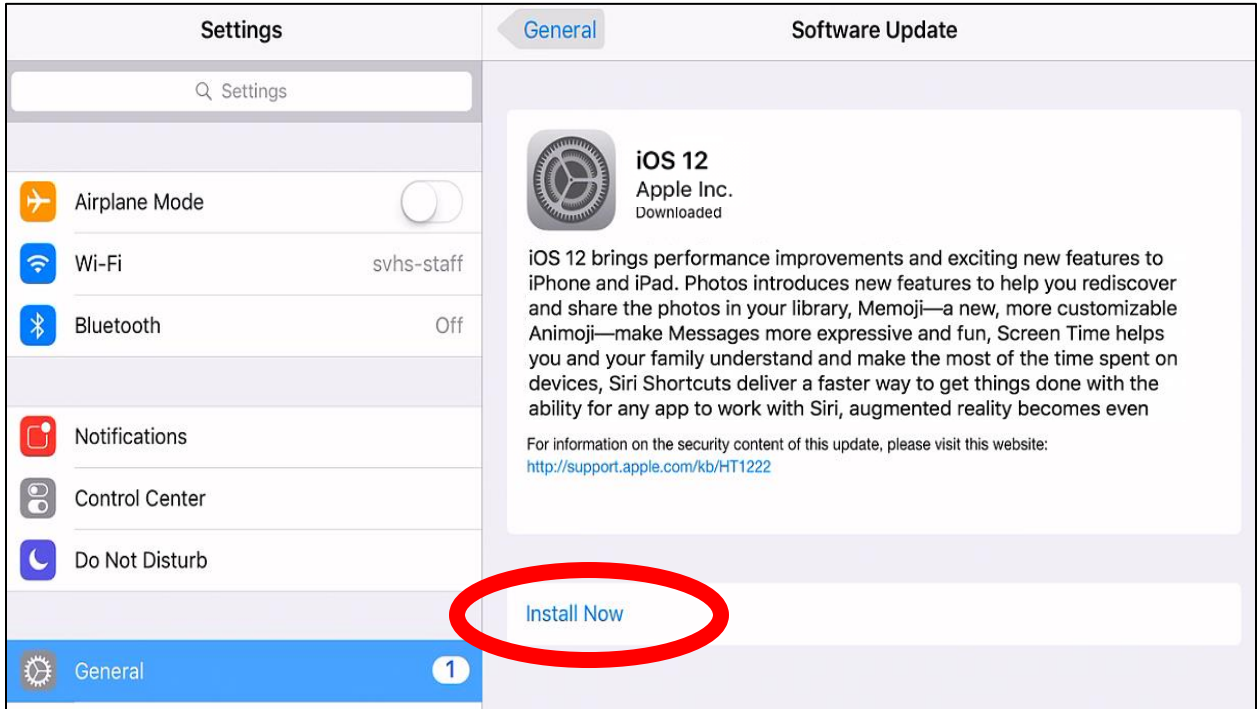 Settings
Settings
Airplane Mode
Wi-Fi svhs-staff
Bluetooth Off
Notifications
Control Center
Do Not Disturb
General 1
General Software Update
iOS 12
Apple Inc.
Downloaded
iOS 12 brings performance improvements and exciting new features to
iPhone and iPad. Photos introduces new features to help you rediscover
and share the photos in your library, Memoji—a new, more customizable
Animoji—make Messages more expressive and fun, Screen Time helps
you and your family understand and make the most of the time spent on
devices, Siri Shortcuts deliver a faster way to get things done with the
ability for any app to work with Siri, augmented reality becomes even
For information on the security content of this update, please visit this website:
http://support.apple.com/kb/HT1222
Install Now